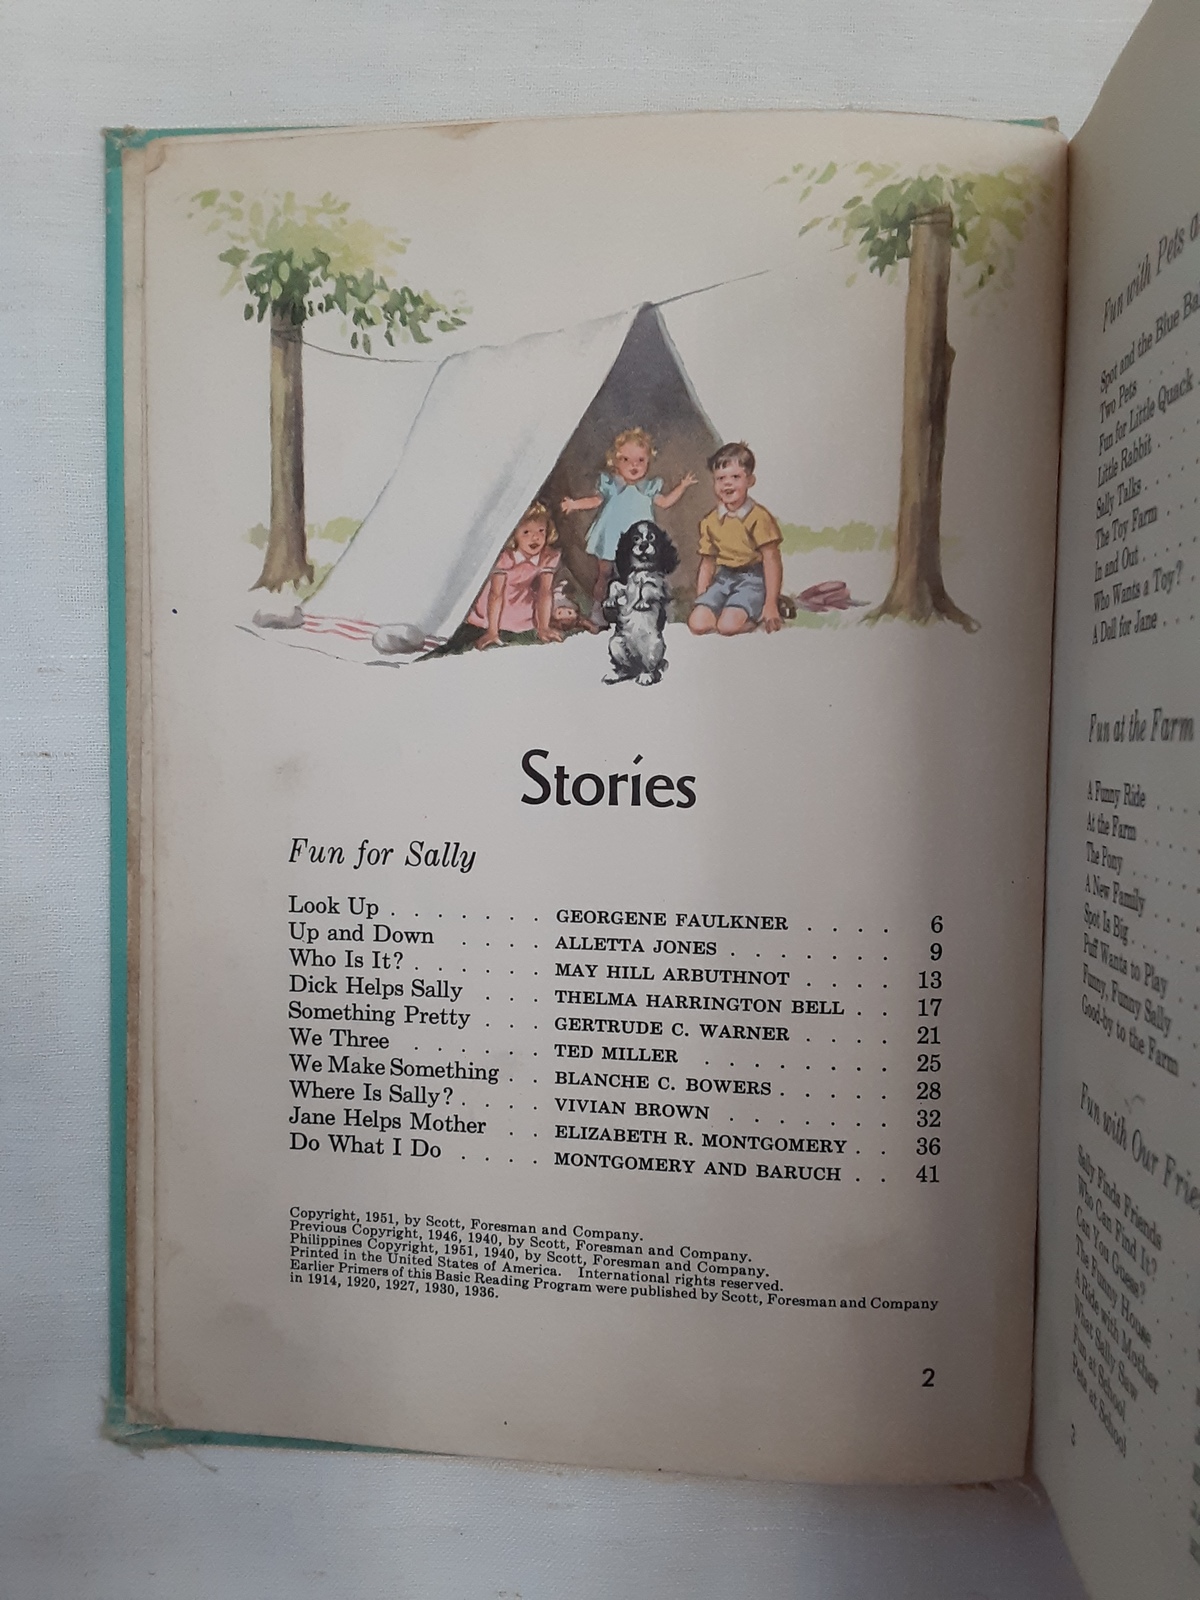 Stories
Fun for Sally
Look Up . . . . . . . GEORGENE FAULKNER . . . . 6
Up and Down . . . . ALLETTA JONES . . . . . . . 9
Who Is It? . . . . . . MAY HILL ARBUTHNOT . . . . 13
Dick Helps Sally . . . THELMA HARRINGTON BELL . . 17
Something Pretty . . . GERTRUDE C. WARNER . . . . 21
We Three . . . . . . TED MILLER . . . . . . . . 25
We Make Something . . BLANCHE C. BOWERS . . . . . 28
Where Is Sally? . . . . VIVIAN BROWN . . . . . . . 32
Jane Helps Mother . . ELIZABETH R. MONTGOMERY . . 36
Do What I Do . . . . MONTGOMERY AND BARUCH . . 41
Copyright, 1951, by Scott, Foresman and Company.
Previous Copyright, 1946, 1940, by Scott, Foresman and Company.
Philippines Copyright, 1951, 1940, by Scott, Foresman and Company.
Printed in the United States of America. International rights reserved.
Earlier Primers of this Basic Reading Program were published by Scott, Foresman and Company
in 1914, 1920, 1927, 1930, 1936.
2
Fun with Pets
Spot and the Blue
Two Pets . .
Fun for Little Quack
Little Rabbit . . .
Sally Talks . . . .
The Toy Farm . . .
In and Out . . . .
Who Wants a Toy? .
A Doll for Jane . . .
Fun at the Farm
A Funny Ride . . .
At the Farm . . . .
The Pony . . . .
A New Family . . .
Spot Is Big . . . .
Puff Wants to Play .
Funny, Funny Sally
Good-by to the Farm
Fun with Our
Sally Finds Friends
Who Can Find It?
Can You Guess?
The Funny House
A Ride with Mother
What Sally Saw
Fun at School
Pets at School
3